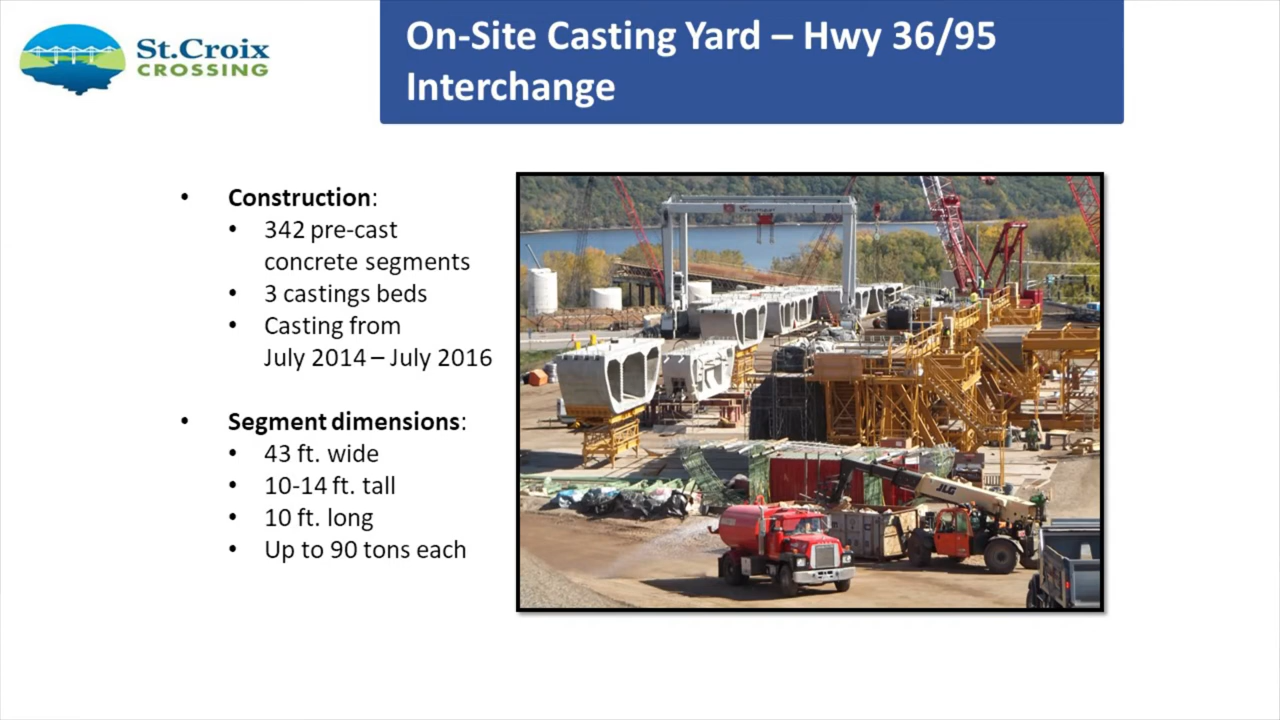 St.Croix
CROSSING
On-Site Casting Yard – Hwy 36/95
Interchange
• Construction:
• 342 pre-cast
concrete segments
• 3 castings beds
• Casting from
July 2014 – July 2016
• Segment dimensions:
• 43 ft. wide
• 10-14 ft. tall
• 10 ft. long
• Up to 90 tons each
JLG